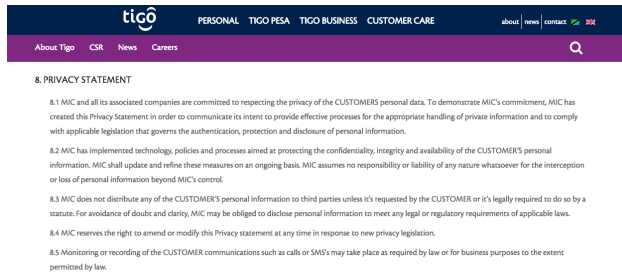 tigo
PERSONAL TIGO PESA TIGO BUSINESS CUSTOMER CARE
about news contact
About Tigo CSR News Careers
8. PRIVACY STATEMENT
8.1 MIC and all its associated companies are committed to respecting the privacy of the CUSTOMERS personal data. To demonstrate MIC's commitment, MIC has
created this Privacy Statement in order to communicate its intent to provide effective processes for the appropriate handling of private information and to comply
with applicable legislation that governs the authentication, protection and disclosure of personal information.
8.2 MIC has implemented technology, policies and processes aimed at protecting the confidentiality, integrity and availability of the CUSTOMER'S personal
information. MIC shall update and refine these measures on an ongoing basis. MIC assumes no responsibility or liability of any nature whatsoever for the interception
or loss of personal information beyond MIC's control.
8.3 MIC does not distribute any of the CUSTOMER'S personal information to third parties unless it's requested by the CUSTOMER or it's legally required to do so by a
statute. For avoidance of doubt and clarity, MIC may be obliged to disclose personal information to meet any legal or regulatory requirements of applicable laws.
8.4 MIC reserves the right to amend or modify this Privacy statement at any time in response to new privacy legislation.
8.5 Monitoring or recording of the CUSTOMER communications such as calls or SMS's may take place as required by law or for business purposes to the extent
permitted by law.